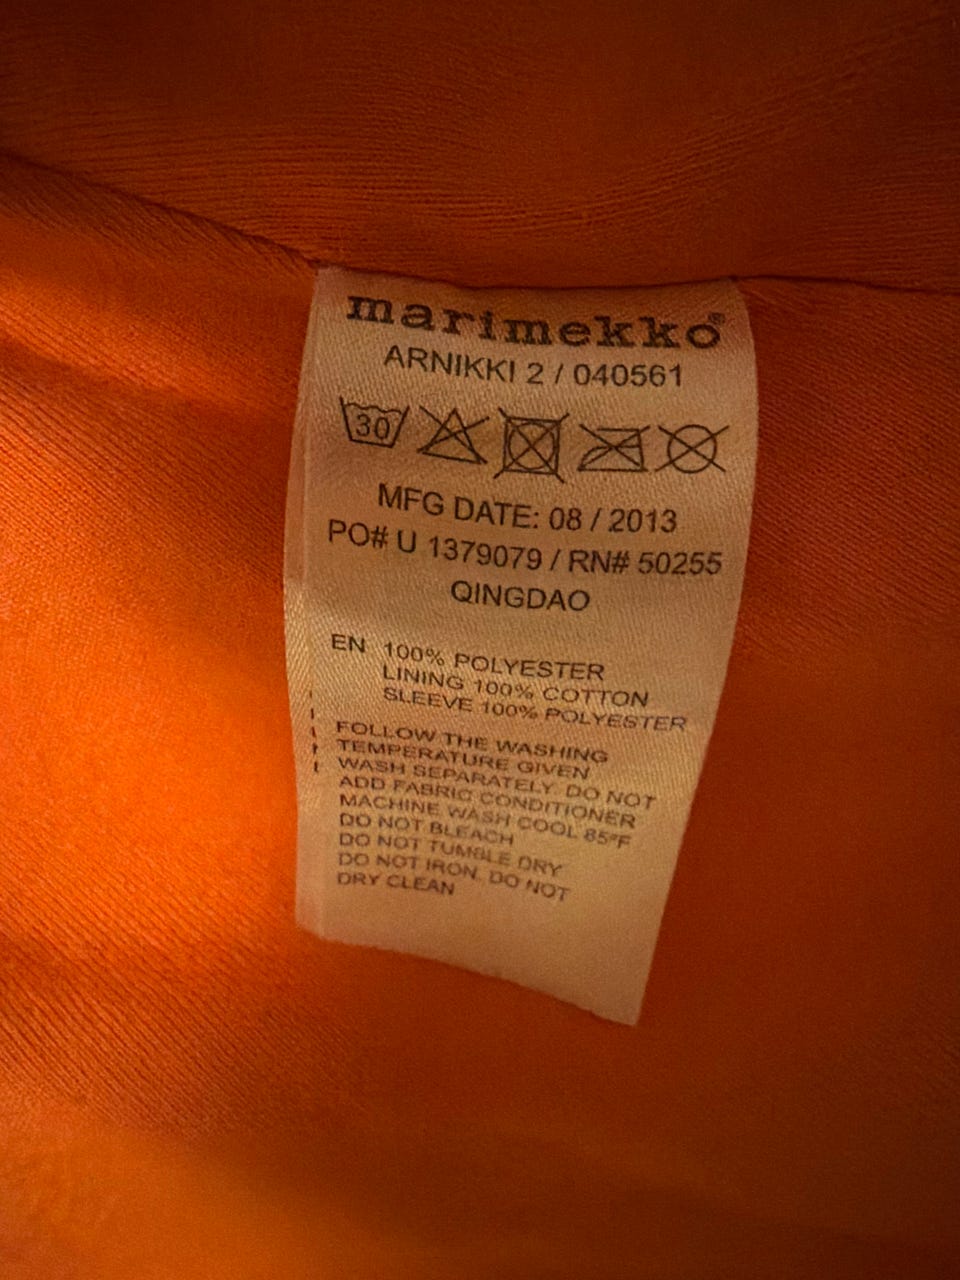 marimekko®
ARNIKKI 2 / 040561
30
MFG DATE: 08 / 2013
PO# U 1379079 / RN# 50255
QINGDAO
EN 100% POLYESTER
LINING 100% COTTON
SLEEVE 100% POLYESTER
FOLLOW THE WASHING
TEMPERATURE GIVEN
WASH SEPARATELY. DO NOT
ADD FABRIC CONDITIONER
MACHINE WASH COOL 85°F
DO NOT BLEACH
DO NOT TUMBLE DRY
DO NOT IRON. DO NOT
DRY CLEAN